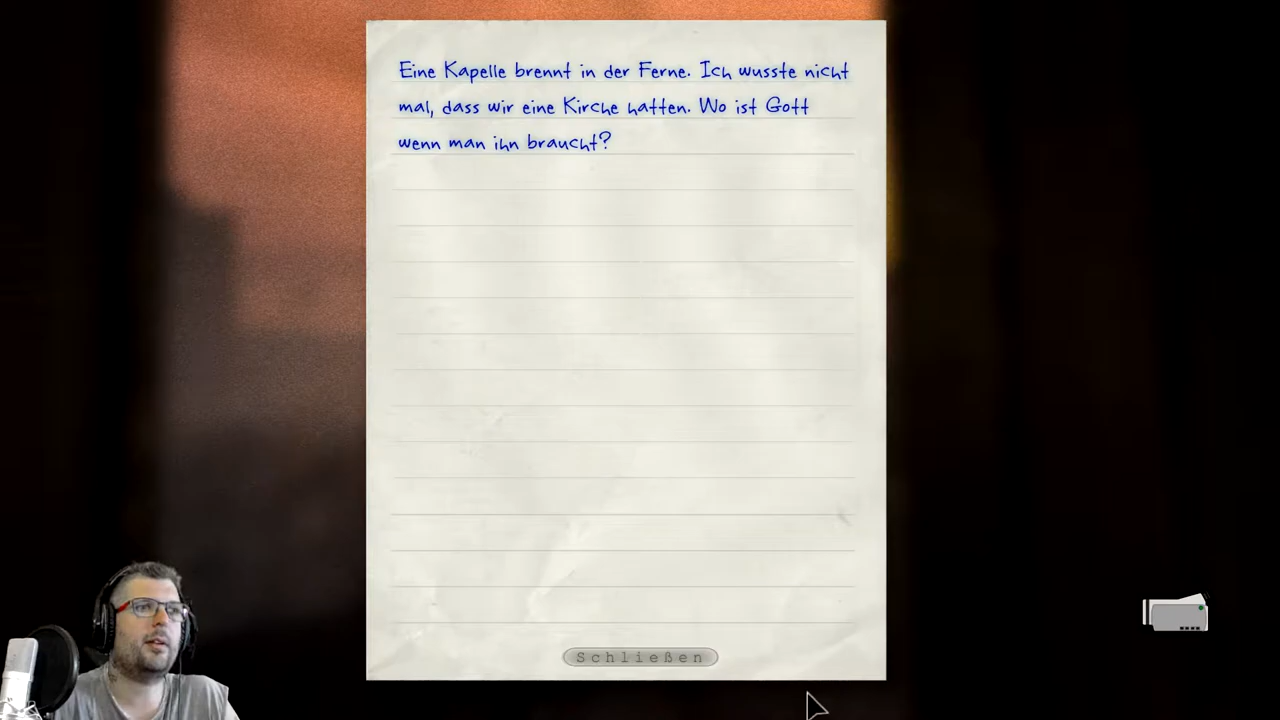 Eine Kapelle brennt in der Ferne. Ich wusste nicht
mal, dass wir eine Kirche hatten. Wo ist Gott
wenn man ihn braucht?
Schließen